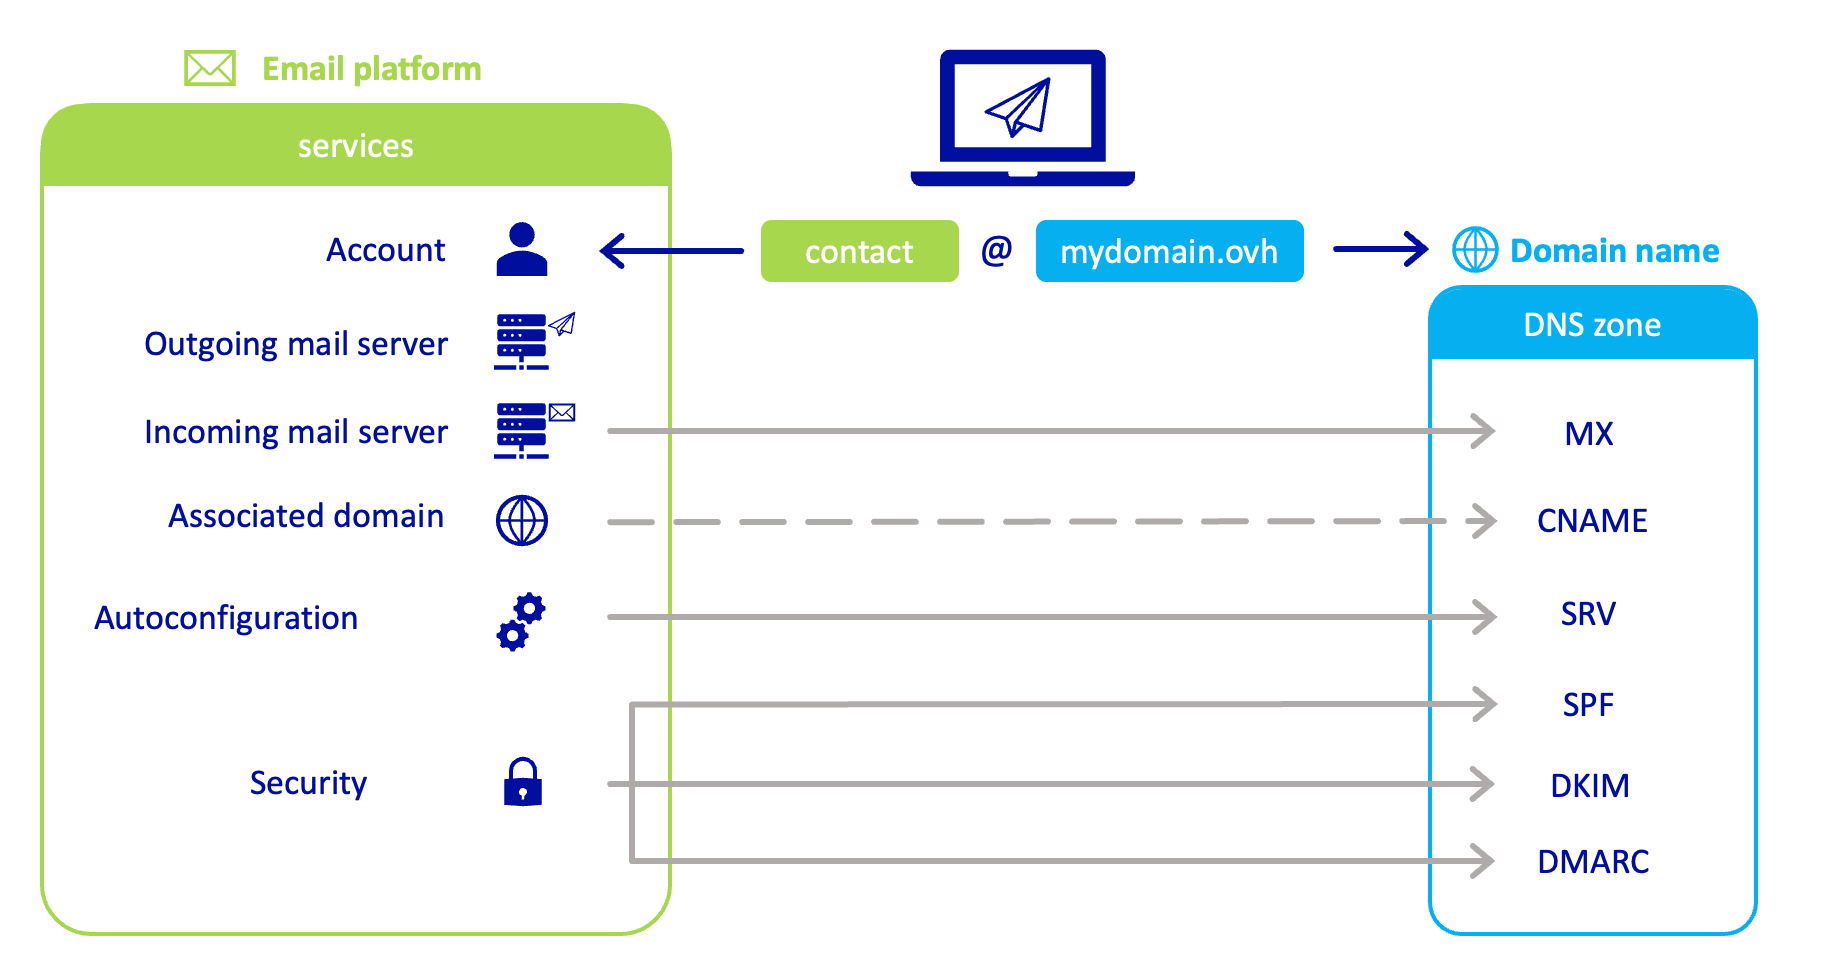 Email platform
services
Account
contact @ mydomain.ovh
Domain name
DNS zone
Outgoing mail server
Incoming mail server
MX
Associated domain
CNAME
Autoconfiguration
SRV
SPF
Security
DKIM
DMARC